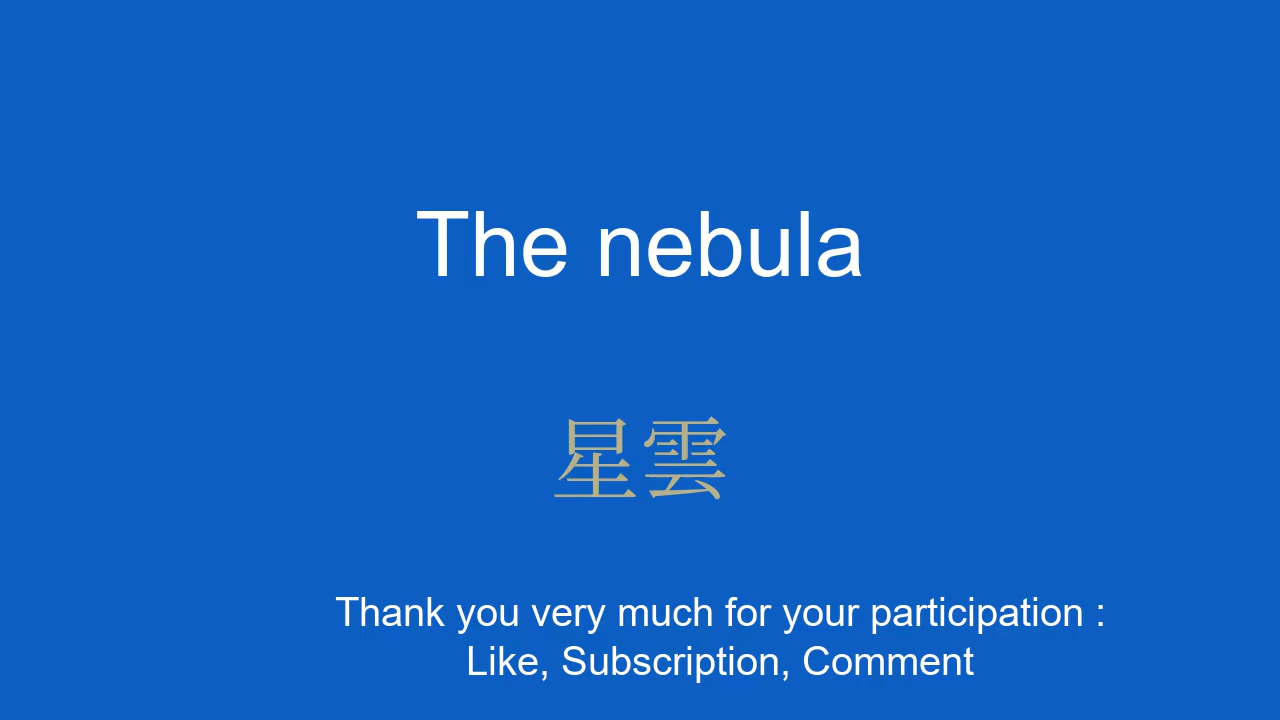 The nebula
星雲
Thank you very much for your participation :
Like, Subscription, Comment